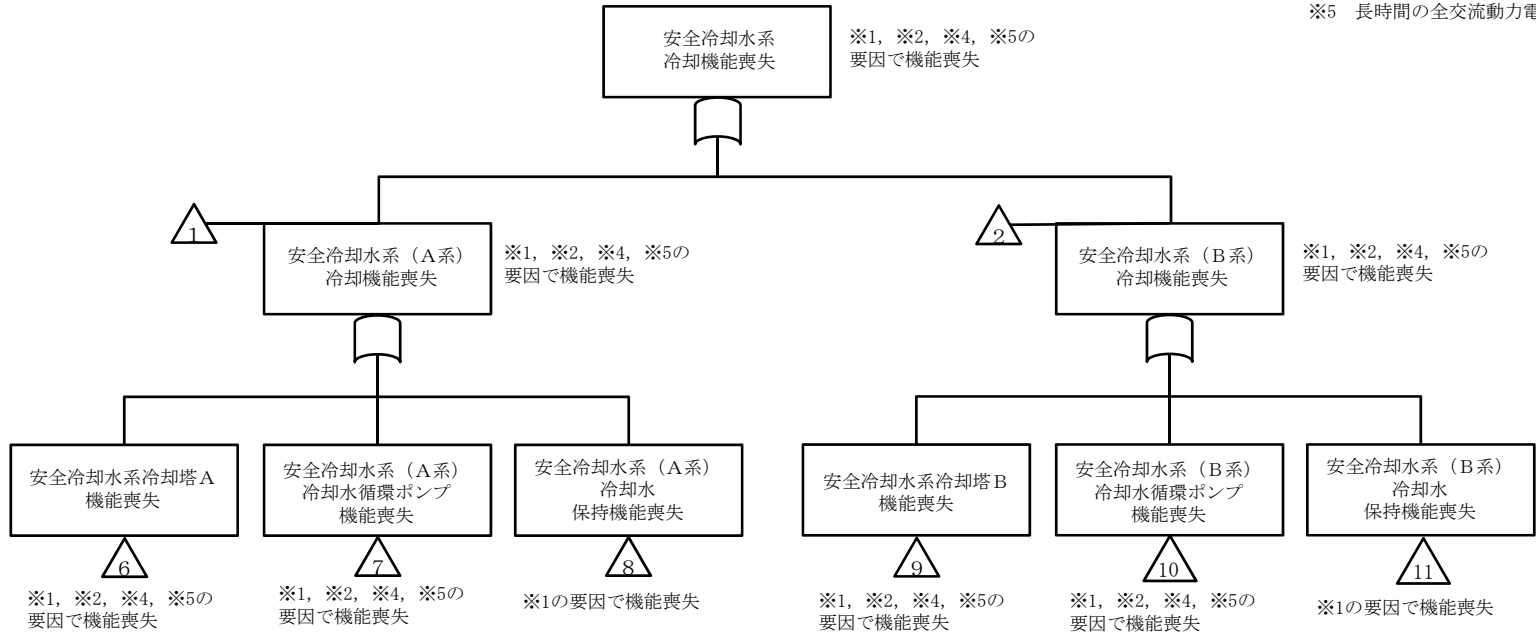 ※5　長時間の全交流動力電
安全冷却水系
冷却機能喪失
※1，※2，※4，※5の
要因で機能喪失
1
安全冷却水系（A系）
冷却機能喪失
※1，※2，※4，※5の
要因で機能喪失
2
安全冷却水系（B系）
冷却機能喪失
※1，※2，※4，※5の
要因で機能喪失
安全冷却水系冷却塔A
機能喪失
6
※1，※2，※4，※5の
要因で機能喪失
安全冷却水系（A系）
冷却水循環ポンプ
機能喪失
7
※1，※2，※4，※5の
要因で機能喪失
安全冷却水系（A系）
冷却水
保持機能喪失
8
※1の要因で機能喪失
安全冷却水系冷却塔B
機能喪失
9
※1，※2，※4，※5の
要因で機能喪失
安全冷却水系（B系）
冷却水循環ポンプ
機能喪失
10
※1，※2，※4，※5の
要因で機能喪失
安全冷却水系（B系）
冷却水
保持機能喪失
11
※1の要因で機能喪失